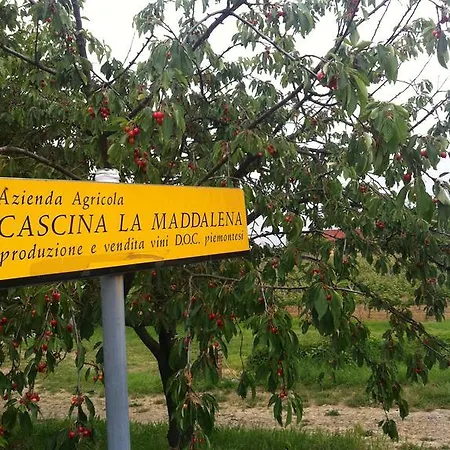 Azienda Agricola
CASCINA LA MADDALENA
produzione e vendita vini D.O.C. piemontesi